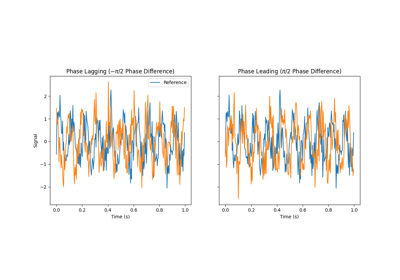 Phase Lagging (−π/2 Phase Difference)
Reference
Signal
2
1
0
−1
−2
0.0 0.2 0.4 0.6 0.8 1.0
Time (s)
Phase Leading (π/2 Phase Difference)
0.0 0.2 0.4 0.6 0.8 1.0
Time (s)